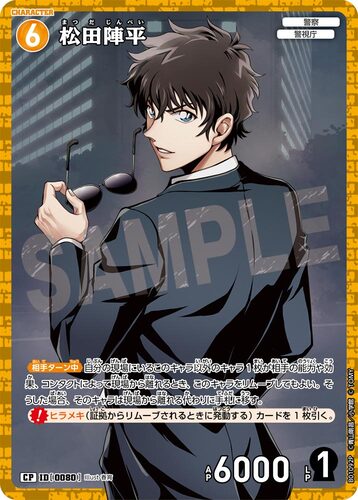 CHARACTER
6
まつ だ じん ぺい
松田陣平
警察
警視庁
SAMPLE
相手ターン中 自分の現場にいるこのキャラ以外のキャラ1枚が相手の能力や効
果、コンタクトによって現場から離れるとき、このキャラをリムーブしてもよい。そ
うした場合、そのキャラは現場から離れる代わりに手札に移す。
ヒラメキ(証拠からリムーブされるときに発動する)カードを1枚引く。
CP ID 0080
AP 6000
LP 1